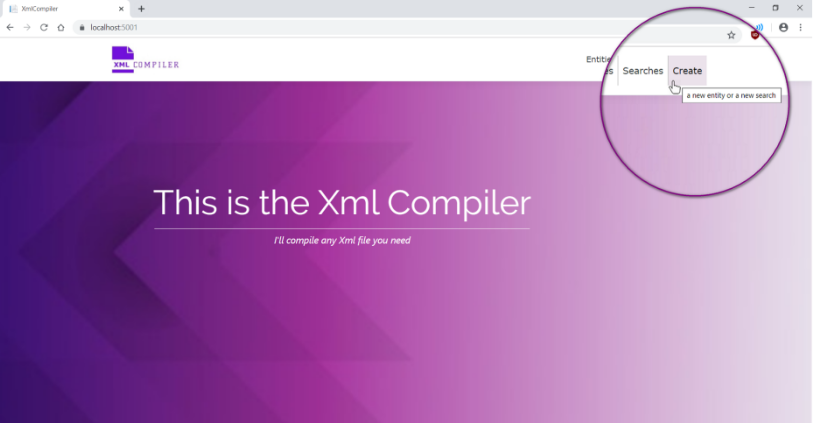 XmlCompiler
localhost:5001
XML COMPILER
Entitie
es
Searches
Create
a new entity or a new search
This is the Xml Compiler
I'll compile any Xml file you need